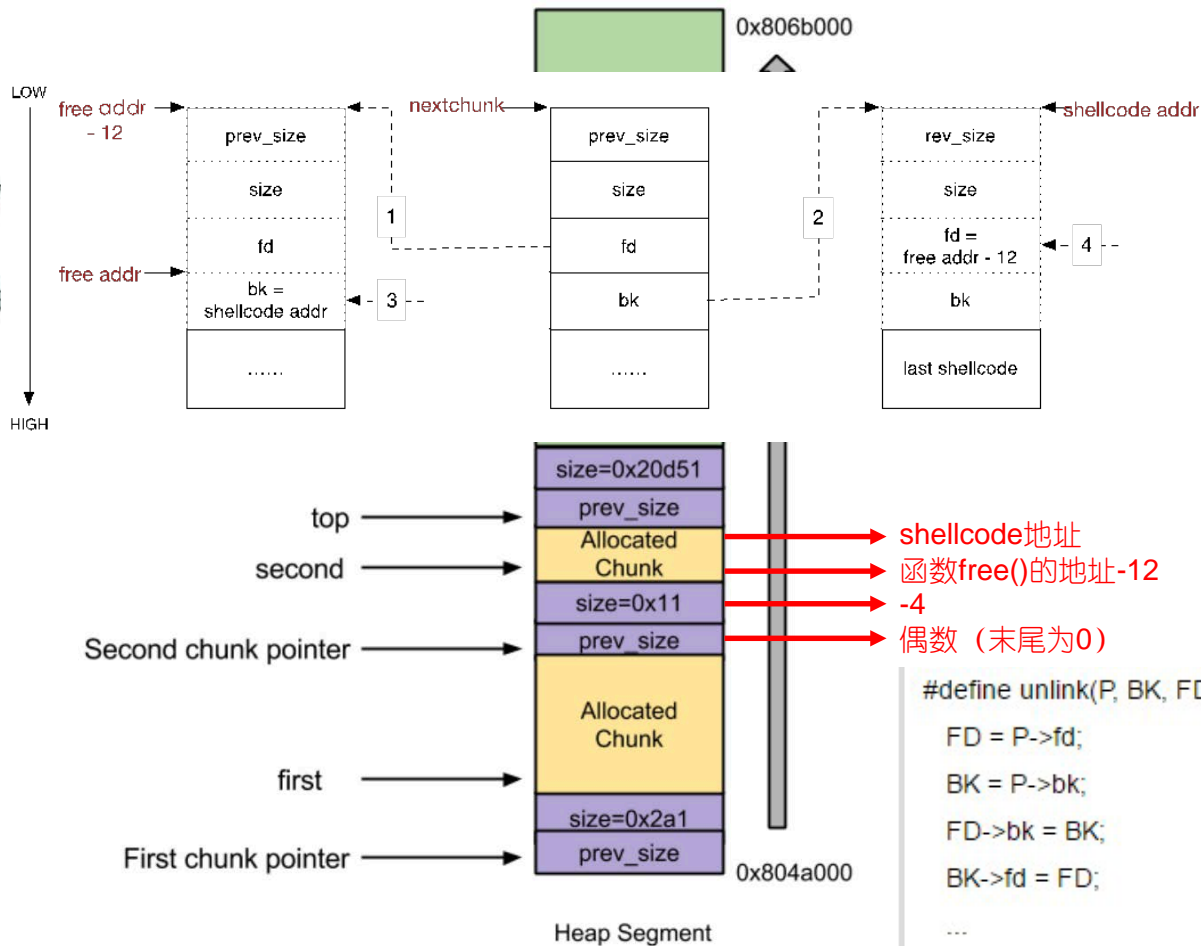 0x806b000
LOW
free addr
- 12
nextchunk
shellcode addr
prev_size
prev_size
rev_size
size
size
size
1
2
fd
fd
fd =
free addr - 12
4
free addr
bk =
shellcode addr
3
bk
bk
......
......
last shellcode
HIGH
size=0x20d51
top
prev_size
Allocated
Chunk
shellcode地址
second
函数free()的地址-12
size=0x11
-4
Second chunk pointer
prev_size
偶数（末尾为0）
Allocated
Chunk
#define unlink(P, BK, FD
FD = P->fd;
BK = P->bk;
first
FD->bk = BK;
size=0x2a1
First chunk pointer
prev_size
0x804a000
BK->fd = FD;
...
Heap Segment